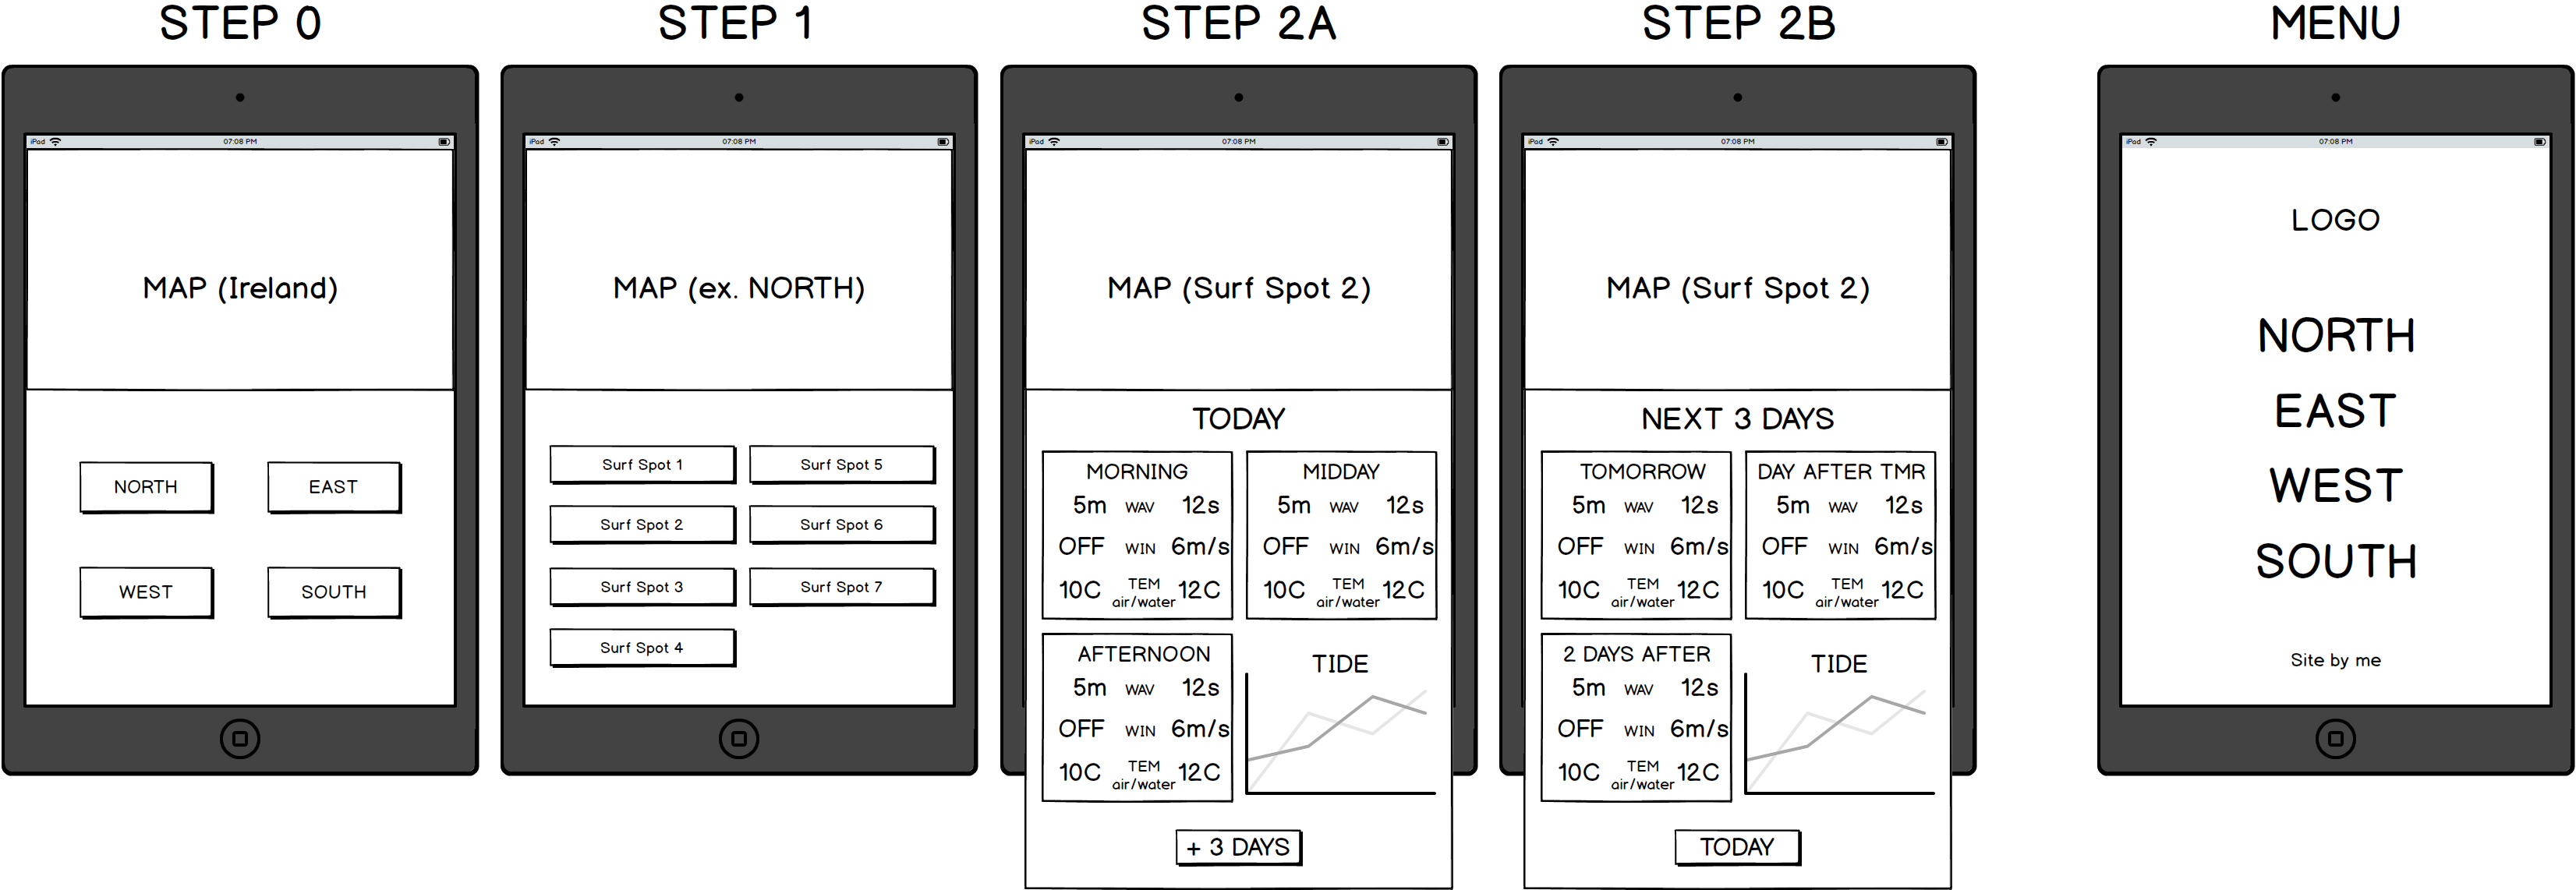 STEP 0
iPad 07:08 PM
MAP (Ireland)
NORTH EAST
WEST SOUTH
STEP 1
iPad 07:08 PM
MAP (ex. NORTH)
Surf Spot 1 Surf Spot 5
Surf Spot 2 Surf Spot 6
Surf Spot 3 Surf Spot 7
Surf Spot 4
STEP 2A
iPad 07:08 PM
MAP (Surf Spot 2)
TODAY
MORNING
5m WAV 12s
OFF WIN 6m/s
10C TEM air/water 12C
MIDDAY
5m WAV 12s
OFF WIN 6m/s
10C TEM air/water 12C
AFTERNOON
5m WAV 12s
OFF WIN 6m/s
10C TEM air/water 12C
TIDE
+ 3 DAYS
STEP 2B
iPad 07:08 PM
MAP (Surf Spot 2)
NEXT 3 DAYS
TOMORROW
5m WAV 12s
OFF WIN 6m/s
10C TEM air/water 12C
DAY AFTER TMR
5m WAV 12s
OFF WIN 6m/s
10C TEM air/water 12C
2 DAYS AFTER
5m WAV 12s
OFF WIN 6m/s
10C TEM air/water 12C
TIDE
TODAY
MENU
iPad 07:08 PM
LOGO
NORTH
EAST
WEST
SOUTH
Site by me